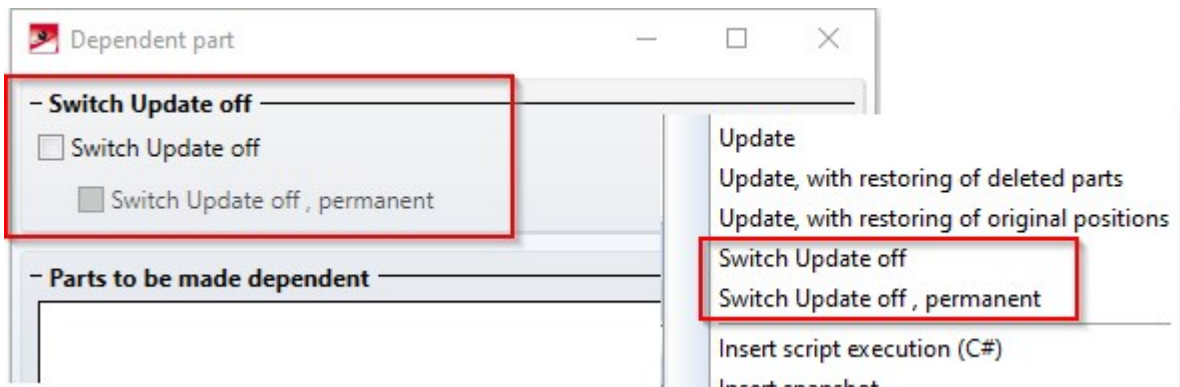 Dependent part
Switch Update off
Switch Update off
Switch Update off , permanent
Parts to be made dependent
Update
Update, with restoring of deleted parts
Update, with restoring of original positions
Switch Update off
Switch Update off , permanent
Insert script execution (C#)
Insert snapshot